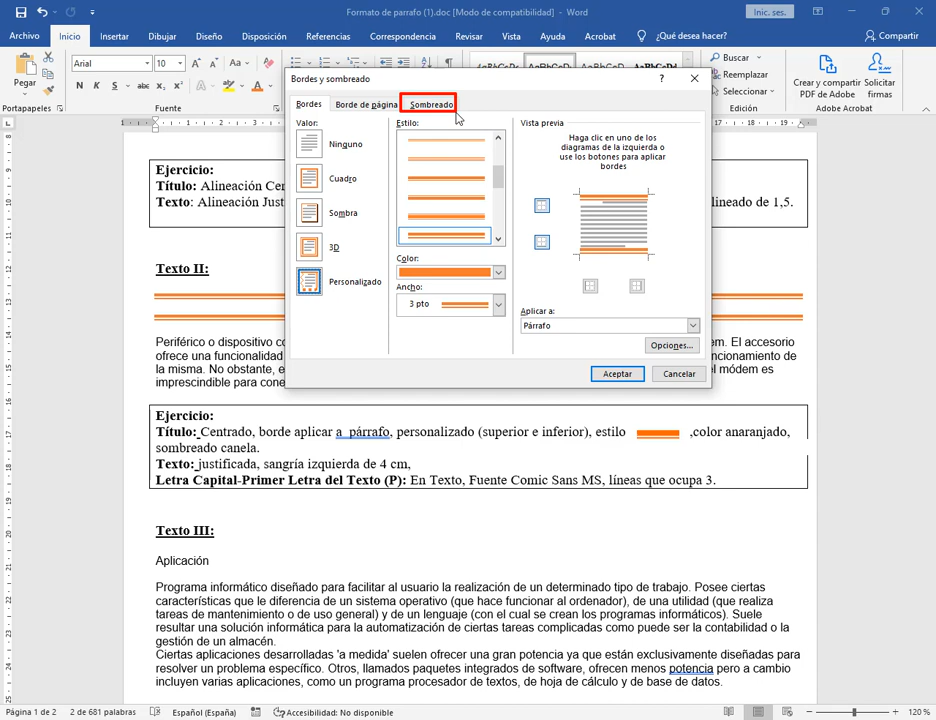 Formato de parrafo (1).doc [Modo de compatibilidad] - Word
Inic. ses.
Archivo Inicio Insertar Dibujar Diseño Disposición Referencias Correspondencia Revisar Vista Ayuda Acrobat ¿Qué desea hacer? Compartir
Pegar
Arial 10
N K S abc x₂ x²
Aa
Portapapeles
Fuente
Buscar
Reemplazar
Seleccionar
Edición
Crear y compartir
PDF de Adobe
Solicitar
firmas
Adobe Acrobat
Bordes y sombreado
Bordes Borde de página Sombreado
Valor:
Ninguno
Cuadro
Sombra
3D
Personalizado
Estilo:
Color:
Ancho:
3 pto
Vista previa
Haga clic en uno de los
diagramas de la izquierda o
use los botones para aplicar
bordes
Aplicar a:
Párrafo
Opciones...
Aceptar Cancelar
Ejercicio:
Título: Alineación Cen
Texto: Alineación Just lineado de 1,5.
Texto II:
Periférico o dispositivo co em. El accesorio
ofrece una funcionalidad ncionamiento de
la misma. No obstante, e el módem es
imprescindible para cone
Ejercicio:
Título: Centrado, borde aplicar a párrafo, personalizado (superior e inferior), estilo ,color anaranjado,
sombreado canela.
Texto: justificada, sangría izquierda de 4 cm,
Letra Capital-Primer Letra del Texto (P): En Texto, Fuente Comic Sans MS, líneas que ocupa 3.
Texto III:
Aplicación
Programa informático diseñado para facilitar al usuario la realización de un determinado tipo de trabajo. Posee ciertas
características que le diferencia de un sistema operativo (que hace funcionar al ordenador), de una utilidad (que realiza
tareas de mantenimiento o de uso general) y de un lenguaje (con el cual se crean los programas informáticos). Suele
resultar una solución informática para la automatización de ciertas tareas complicadas como puede ser la contabilidad o la
gestión de un almacén.
Ciertas aplicaciones desarrolladas 'a medida' suelen ofrecer una gran potencia ya que están exclusivamente diseñadas para
resolver un problema específico. Otros, llamados paquetes integrados de software, ofrecen menos potencia pero a cambio
incluyen varias aplicaciones, como un programa procesador de textos, de hoja de cálculo y de base de datos.
Página 1 de 2 2 de 681 palabras Español (España) Accesibilidad: No disponible 120 %